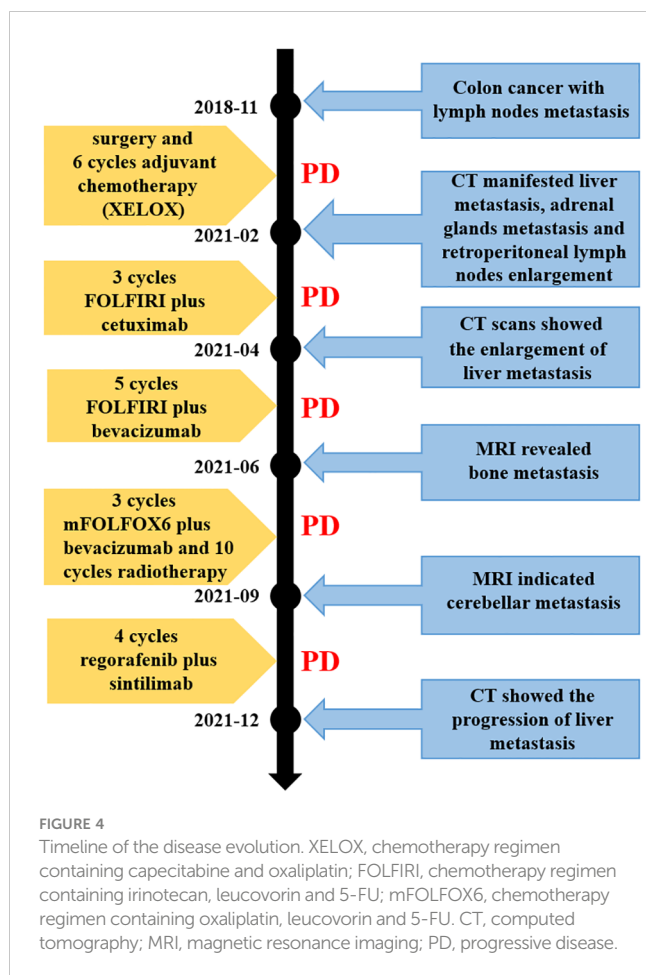 2018-11
Colon cancer with
lymph nodes metastasis
surgery and
6 cycles adjuvant
chemotherapy
(XELOX)
PD
2021-02
CT manifested liver
metastasis, adrenal
glands metastasis and
retroperitoneal lymph
nodes enlargement
3 cycles
FOLFIRI plus
cetuximab
PD
2021-04
CT scans showed
the enlargement of
liver metastasis
5 cycles
FOLFIRI plus
bevacizumab
PD
2021-06
MRI revealed
bone metastasis
3 cycles
mFOLFOX6 plus
bevacizumab and 10
cycles radiotherapy
PD
2021-09
MRI indicated
cerebellar metastasis
4 cycles
regorafenib plus
sintilimab
PD
2021-12
CT showed the
progression of liver
metastasis
FIGURE 4
Timeline of the disease evolution. XELOX, chemotherapy regimen
containing capecitabine and oxaliplatin; FOLFIRI, chemotherapy regimen
containing irinotecan, leucovorin and 5-FU; mFOLFOX6, chemotherapy
regimen containing oxaliplatin, leucovorin and 5-FU. CT, computed
tomography; MRI, magnetic resonance imaging; PD, progressive disease.